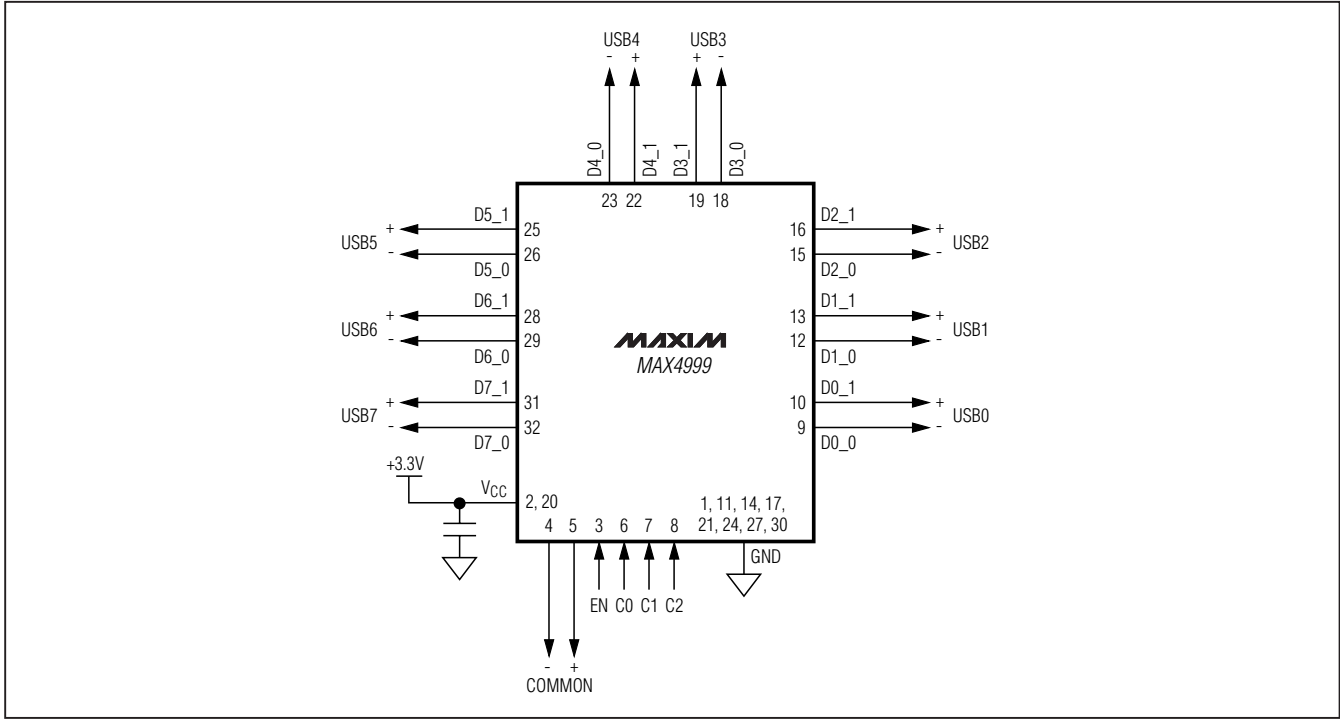 USB4 USB3
- + + -
D4_0 D4_1 D3_1 D3_0
23 22 19 18
D5_1 D2_1
+ 25 16 +
USB5 USB2
- 26 15 -
D5_0 D2_0
D6_1 D1_1
+ 28 13 +
USB6 USB1
- 29 12 -
D6_0 D1_0
MAXIM
MAX4999
D7_1 D0_1
+ 31 10 +
USB7 USB0
- 32 9 -
D7_0 D0_0
+3.3V
VCC 2, 20
1, 11, 14, 17,
4 5 3 6 7 8 21, 24, 27, 30
GND
EN C0 C1 C2
- +
COMMON